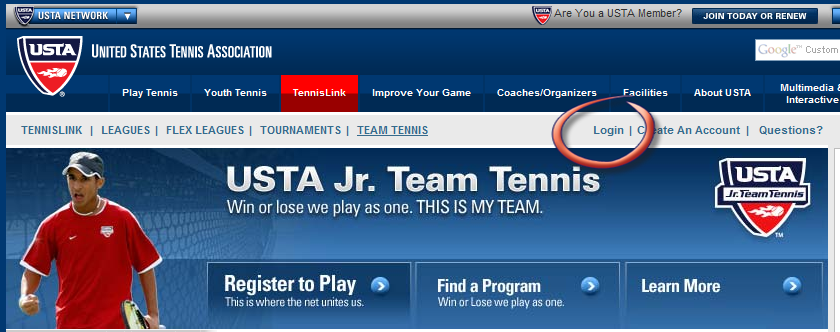 USTA USTA NETWORK
USTA Are You a USTA Member? JOIN TODAY OR RENEW
USTA ® UNITED STATES TENNIS ASSOCIATION
Google™ Custom
Play Tennis Youth Tennis TennisLink Improve Your Game Coaches/Organizers Facilities About USTA Multimedia &
Interactive
TENNISLINK | LEAGUES | FLEX LEAGUES | TOURNAMENTS | TEAM TENNIS Login | Create An Account | Questions?
USTA Jr. Team Tennis
Win or lose we play as one. THIS IS MY TEAM.
USTA
Jr.TeamTennis
TM
Register to Play
This is where the net unites us.
Find a Program
Win or Lose we play as one.
Learn More